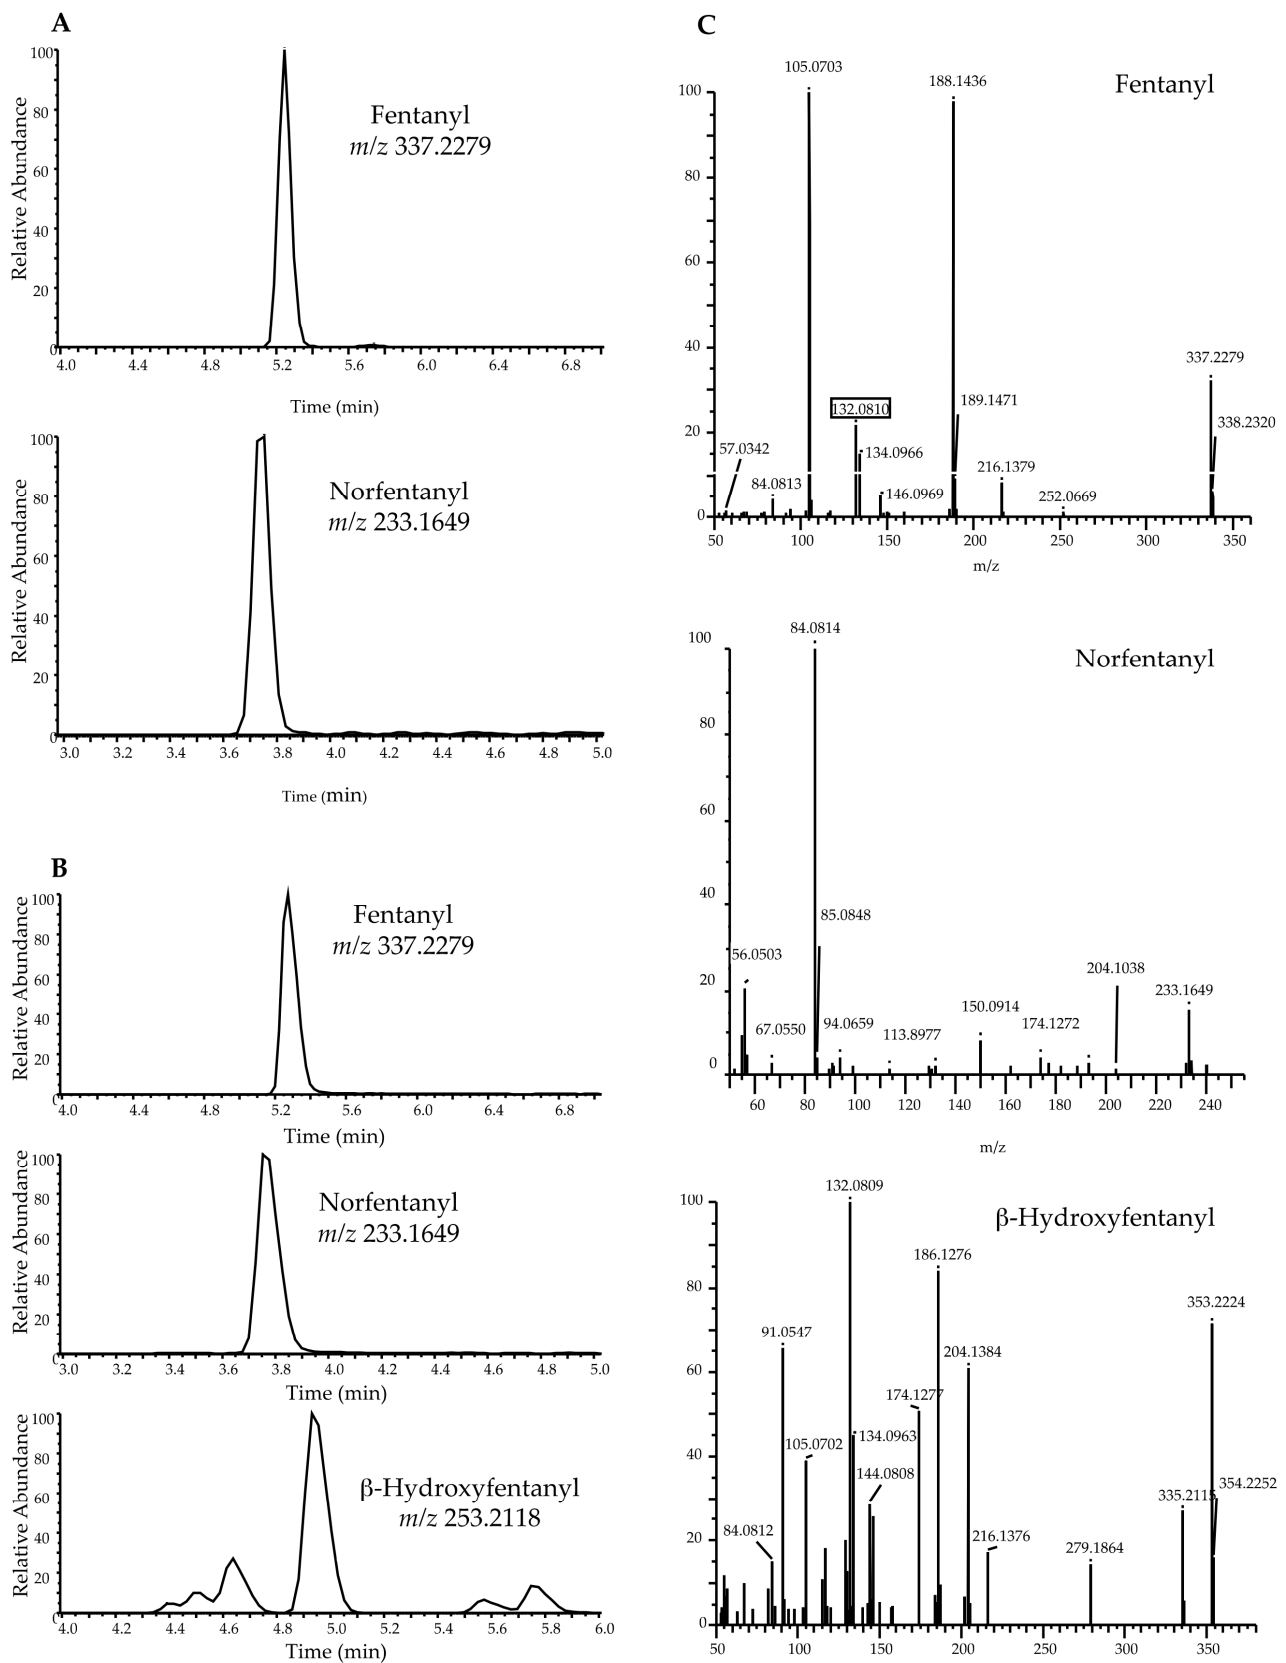 A
Fentanyl
m/z 337.2279
Relative Abundance
100
80
60
40
20
0
4.0 4.4 4.8 5.2 5.6 6.0 6.4 6.8
Time (min)
Norfentanyl
m/z 233.1649
Relative Abundance
100
80
60
40
20
0
3.0 3.2 3.4 3.6 3.8 4.0 4.2 4.4 4.6 4.8 5.0
Time (min)
B
Fentanyl
m/z 337.2279
Relative Abundance
100
80
60
40
20
0
4.0 4.4 4.8 5.2 5.6 6.0 6.4 6.8
Time (min)
Norfentanyl
m/z 233.1649
Relative Abundance
100
80
60
40
20
0
3.0 3.2 3.4 3.6 3.8 4.0 4.2 4.4 4.6 4.8 5.0
Time (min)
β-Hydroxyfentanyl
m/z 253.2118
Relative Abundance
100
80
60
40
20
0
4.0 4.2 4.4 4.6 4.8 5.0 5.2 5.4 5.6 5.8 6.0
Time (min)
C
Fentanyl
105.0703
188.1436
337.2279
189.1471
132.0810
338.2320
57.0342
134.0966
216.1379
84.0813
146.0969
252.0669
100
80
60
40
20
0
50 100 150 200 250 300 350
m/z
Norfentanyl
84.0814
85.0848
56.0503
204.1038
233.1649
150.0914
67.0550
94.0659
174.1272
113.8977
100
80
60
40
20
0
60 80 100 120 140 160 180 200 220 240
m/z
β-Hydroxyfentanyl
132.0809
186.1276
353.2224
91.0547
204.1384
174.1277
134.0963
105.0702
144.0808
354.2252
335.2115
84.0812
216.1376
279.1864
100
80
60
40
20
0
50 100 150 200 250 300 350